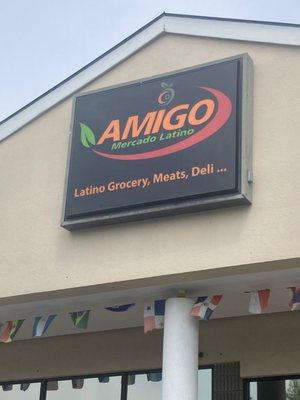 AMIGO
Mercado Latino
Latino Grocery, Meats, Deli ...